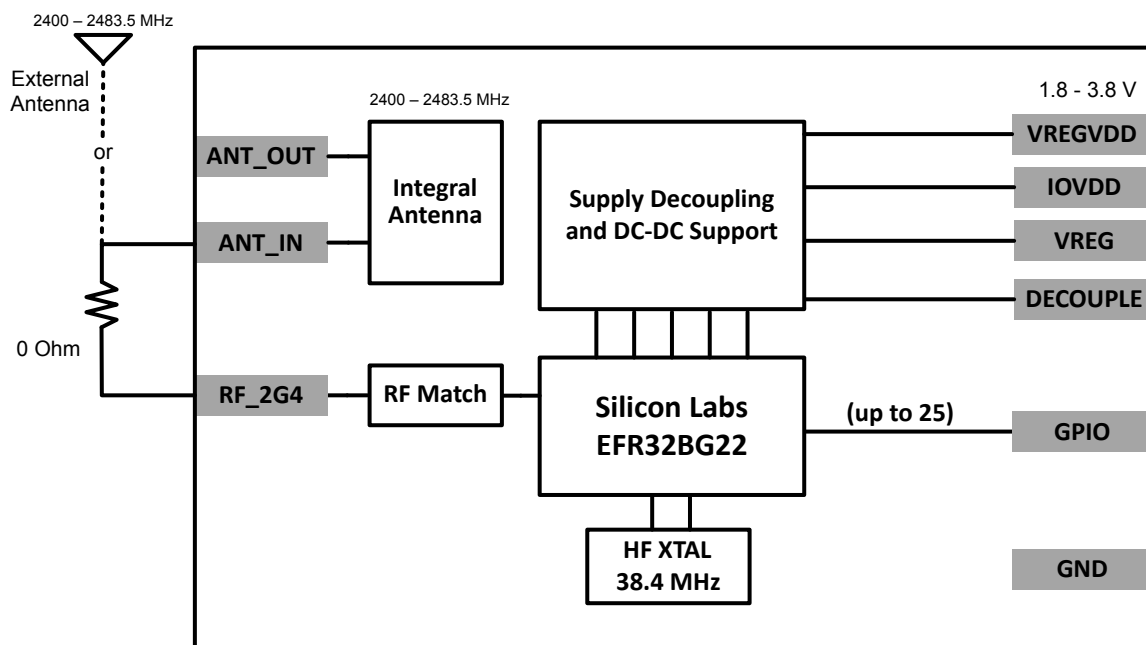 2400 – 2483.5 MHz
External
Antenna
or
0 Ohm
ANT_OUT
ANT_IN
RF_2G4
2400 – 2483.5 MHz
Integral
Antenna
RF Match
Supply Decoupling
and DC-DC Support
Silicon Labs
EFR32BG22
HF XTAL
38.4 MHz
(up to 25)
1.8 - 3.8 V
VREGVDD
IOVDD
VREG
DECOUPLE
GPIO
GND